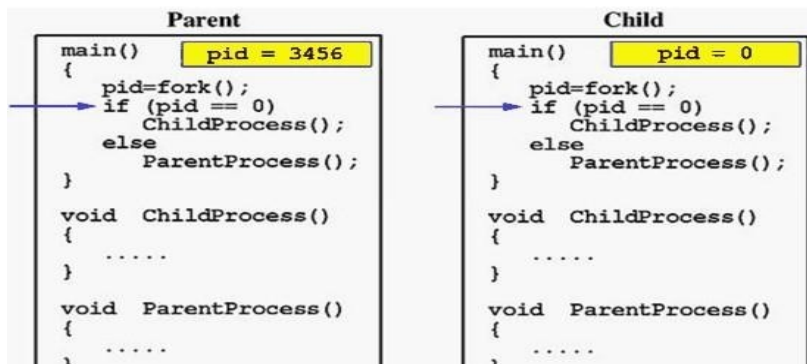 Parent
main() pid = 3456
{
pid=fork();
if (pid == 0)
ChildProcess();
else
ParentProcess();
}
void ChildProcess()
{
.....
}
void ParentProcess()
{
.....
}
Child
main() pid = 0
{
pid=fork();
if (pid == 0)
ChildProcess();
else
ParentProcess();
}
void ChildProcess()
{
.....
}
void ParentProcess()
{
.....
}